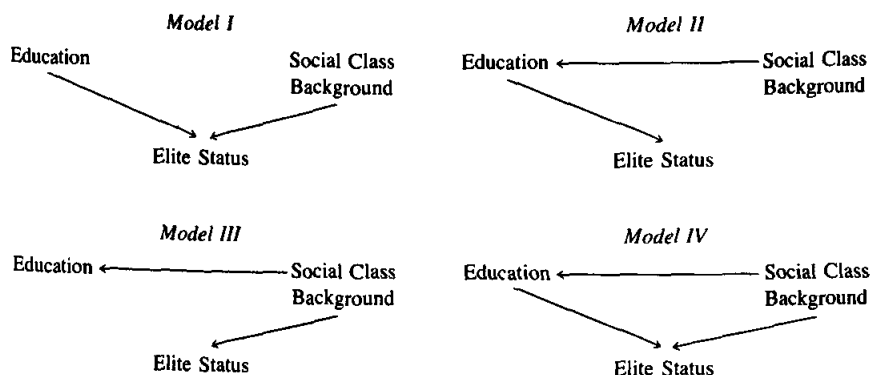 Model I
Education
Social Class
Background
Elite Status
Model II
Education
Social Class
Background
Elite Status
Model III
Education
Social Class
Background
Elite Status
Model IV
Education
Social Class
Background
Elite Status